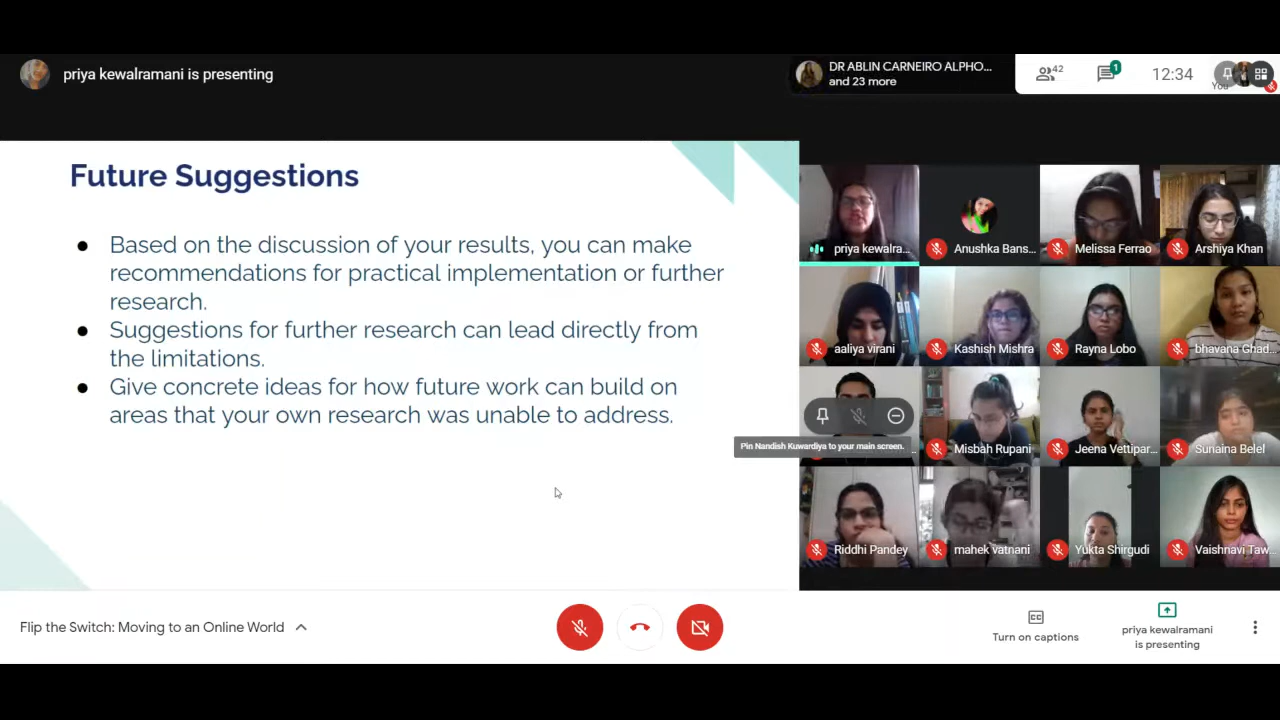 priya kewalramani is presenting
DR ABLIN CARNEIRO ALPHO...
and 23 more
42
1
12:34
You
Future Suggestions
● Based on the discussion of your results, you can make
recommendations for practical implementation or further
research.
● Suggestions for further research can lead directly from
the limitations.
● Give concrete ideas for how future work can build on
areas that your own research was unable to address.
priya kewalra...
Anushka Bans...
Melissa Ferrao
Arshiya Khan
aaliya virani
Kashish Mishra
Rayna Lobo
bhavana Ghad...
Pin Nandish Kuwardiya to your main screen.
Misbah Rupani
Jeena Vettipar...
Sunaina Belel
Riddhi Pandey
mahek vatnani
Yukta Shirgudi
Vaishnavi Taw...
Flip the Switch: Moving to an Online World
CC
Turn on captions
priya kewalramani
is presenting